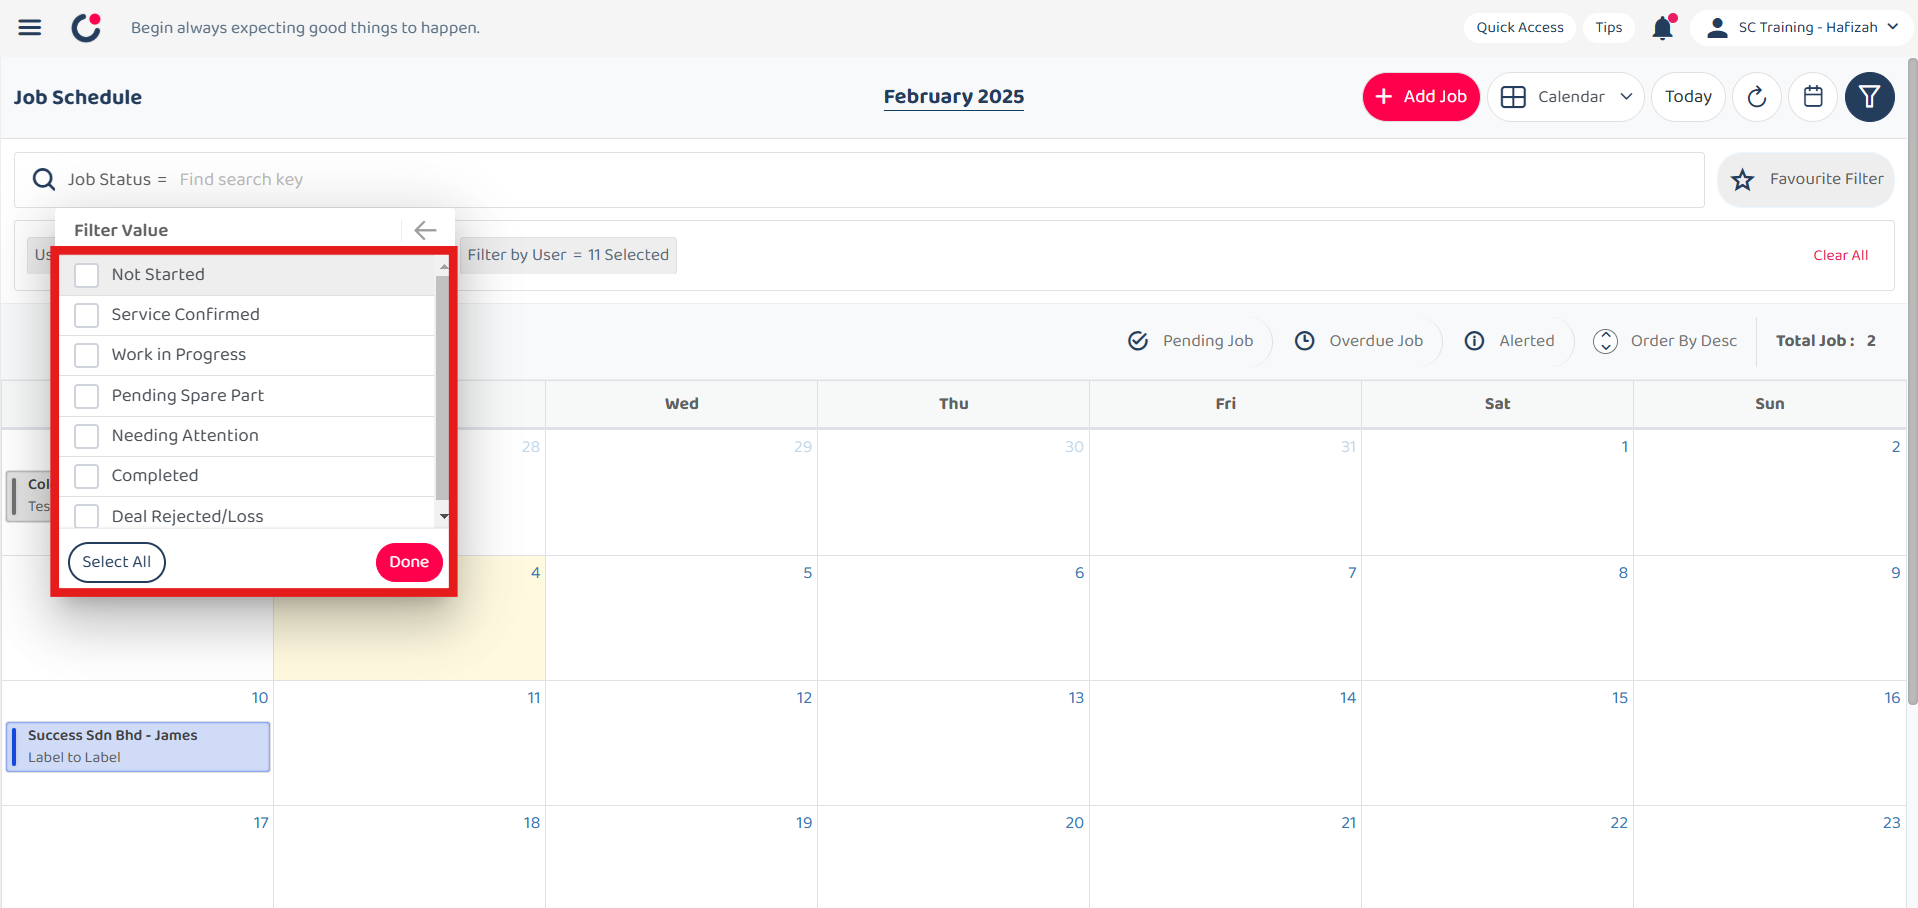 Begin always expecting good things to happen.
Quick Access
Tips
SC Training - Hafizah
Job Schedule
February 2025
+ Add Job
Calendar
Today
Job Status = Find search key
Favourite Filter
Filter Value
Us
Filter by User = 11 Selected
Clear All
Not Started
Service Confirmed
Work in Progress
Pending Spare Part
Needing Attention
Completed
Deal Rejected/Loss
Select All
Done
Pending Job
Overdue Job
Alerted
Order By Desc
Total Job : 2
Wed Thu Fri Sat Sun
28 29 30 31 1 2
Col
Tes
4 5 6 7 8 9
10 11 12 13 14 15 16
Success Sdn Bhd - James
Label to Label
17 18 19 20 21 22 23